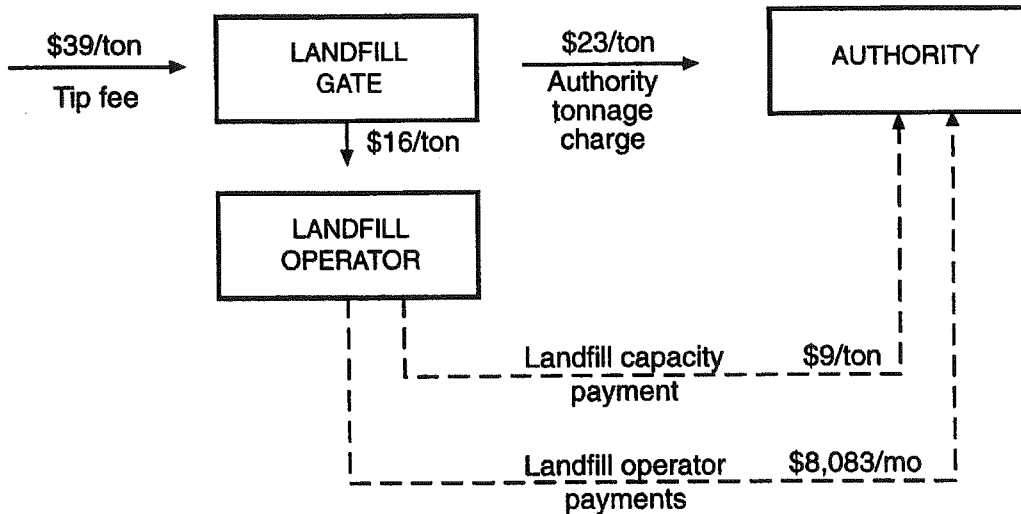 $39/ton
Tip fee
LANDFILL
GATE
$23/ton
Authority
tonnage
charge
AUTHORITY
$16/ton
LANDFILL
OPERATOR
Landfill capacity $9/ton
payment
Landfill operator $8,083/mo
payments